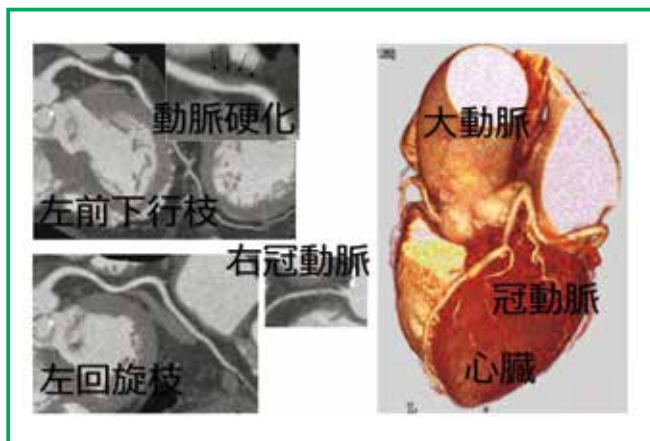 動脈硬化
左前下行枝
右冠動脈
左回旋枝
大動脈
冠動脈
心臓